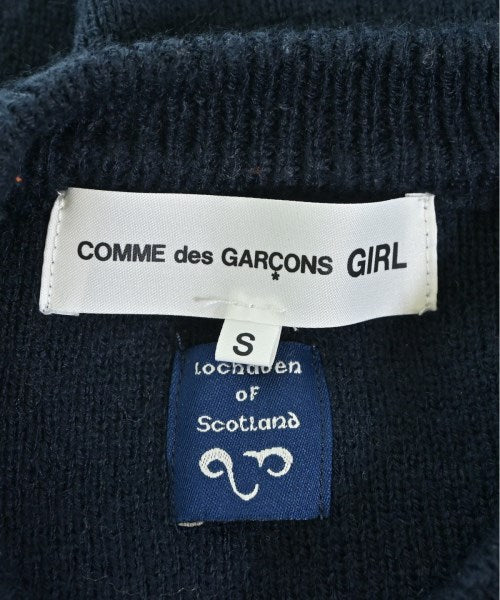 COMME des GARÇONS GIRL
S
Lochaven
of
Scotland